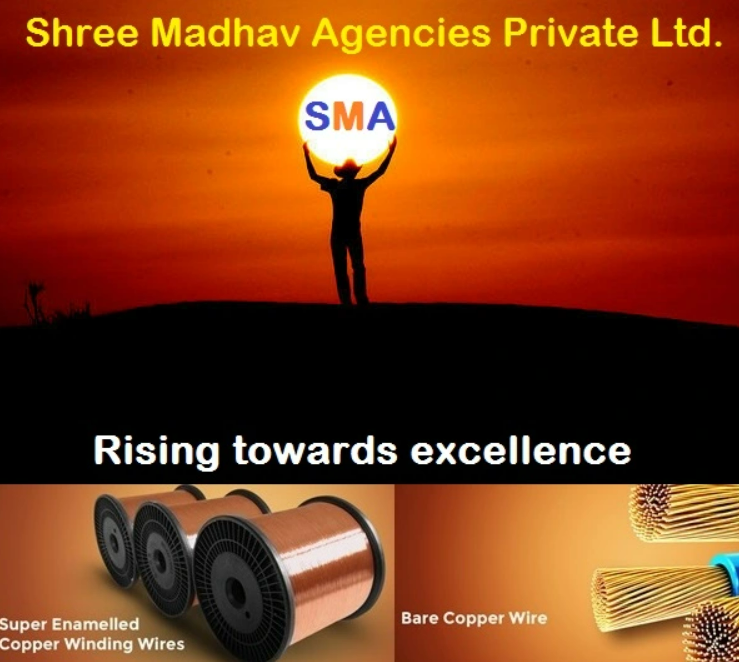 Shree Madhav Agencies Private Ltd.
SMA
Rising towards excellence
Super Enamelled
Copper Winding Wires
Bare Copper Wire